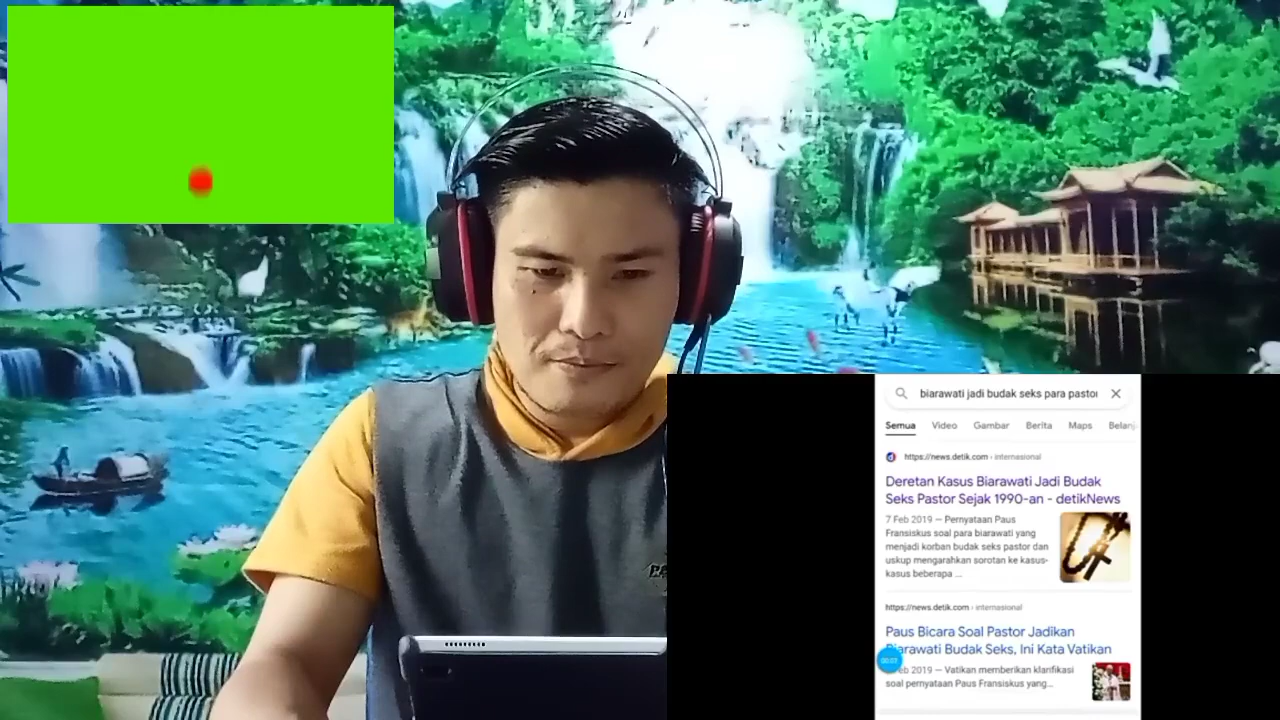 biarawati jadi budak seks para pastor
Semua Video Gambar Berita Maps Belanj
https://news.detik.com › internasional
Deretan Kasus Biarawati Jadi Budak
Seks Pastor Sejak 1990-an - detikNews
7 Feb 2019 — Pernyataan Paus
Fransiskus soal para biarawati yang
menjadi korban budak seks pastor dan
uskup mengarahkan sorotan ke kasus-
kasus beberapa ...
https://news.detik.com › internasional
Paus Bicara Soal Pastor Jadikan
Biarawati Budak Seks, Ini Kata Vatikan
eb 2019 — Vatikan memberikan klarifikasi
soal pernyataan Paus Fransiskus yang...